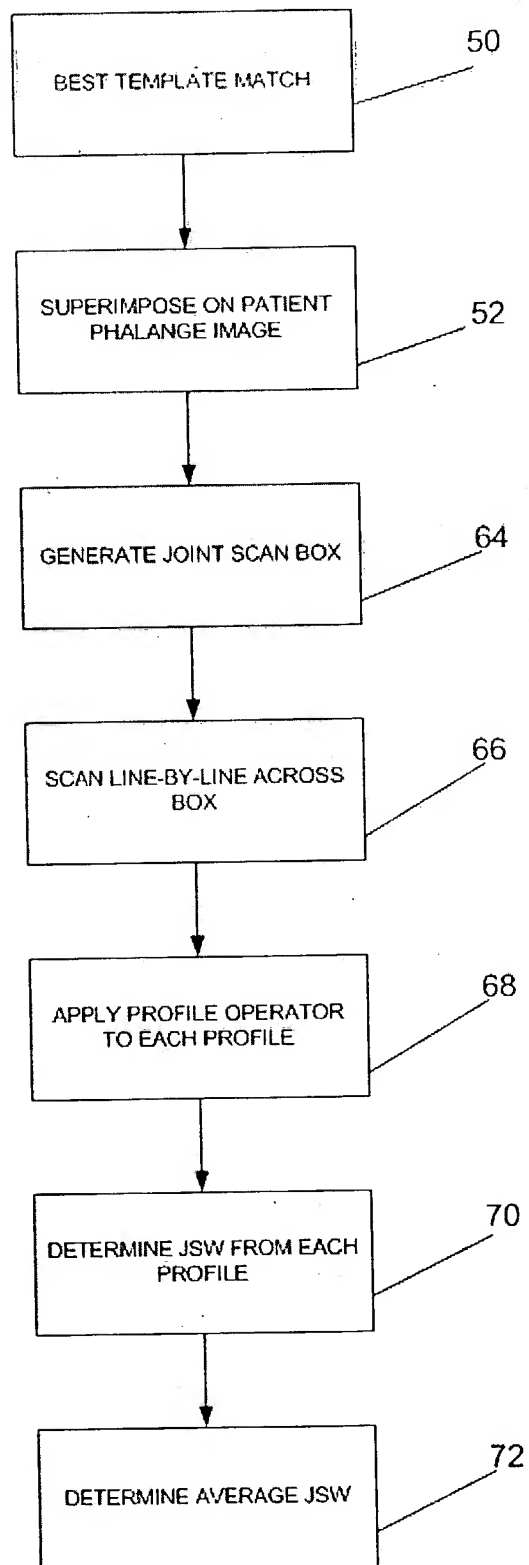 BEST TEMPLATE MATCH
50
SUPERIMPOSE ON PATIENT
PHALANGE IMAGE
52
GENERATE JOINT SCAN BOX
64
SCAN LINE-BY-LINE ACROSS
BOX
66
APPLY PROFILE OPERATOR
TO EACH PROFILE
68
DETERMINE JSW FROM EACH
PROFILE
70
DETERMINE AVERAGE JSW
72